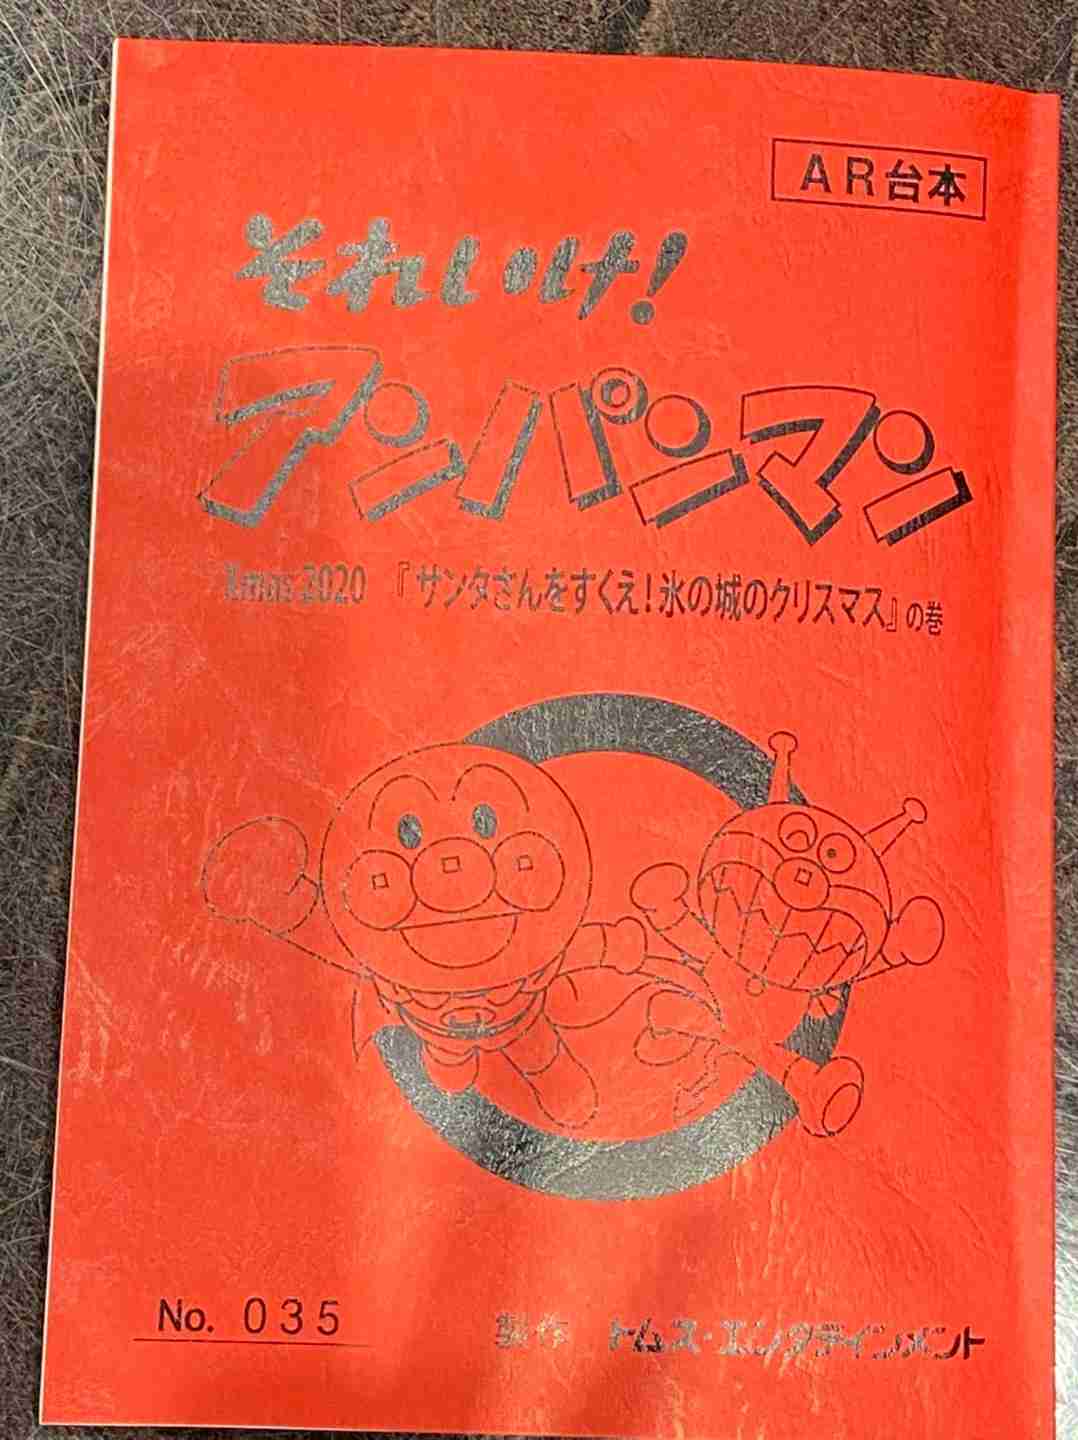 AR台本
それいけ!
アンパンマン
Xmas 2020 『サンタさんをすくえ!氷の城のクリスマス』の巻
No. 035
製作 トムス・エンタテインメント